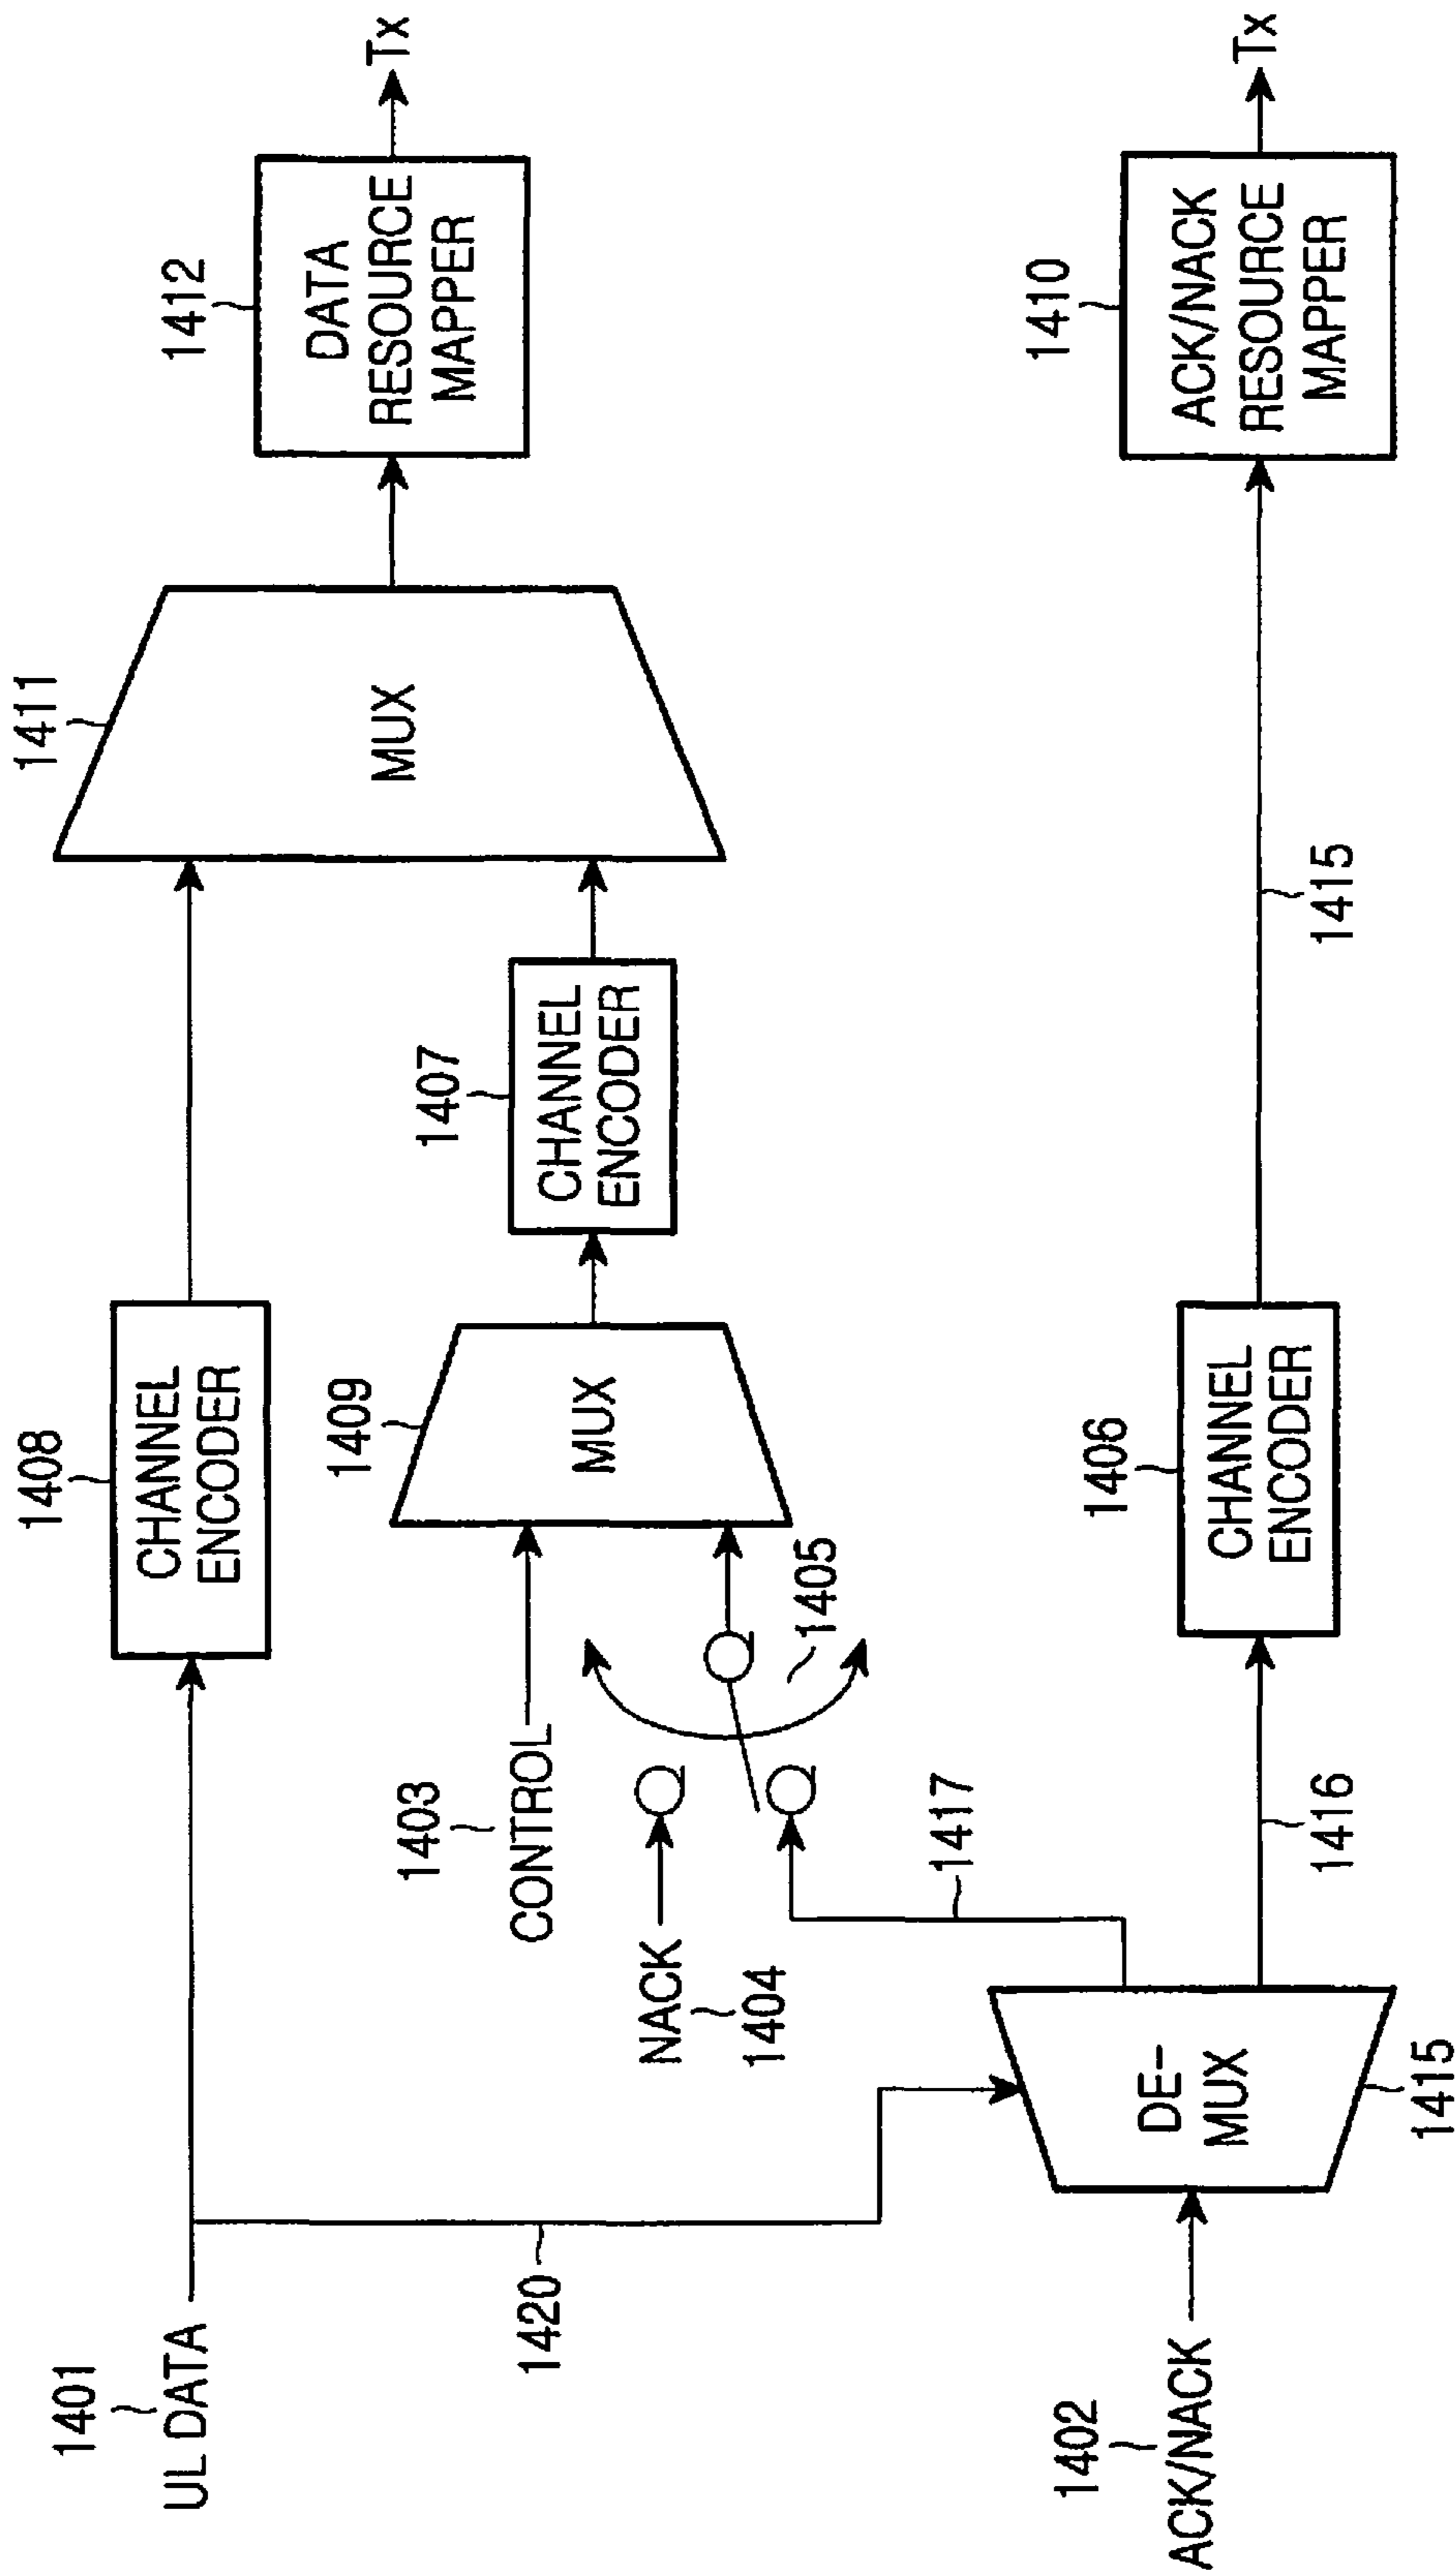 1401
UL DATA
1408
CHANNEL
ENCODER
1411
MUX
1412
DATA
RESOURCE
MAPPER
Tx
1420
1403
CONTROL
NACK
1404
1405
1409
MUX
1407
CHANNEL
ENCODER
1417
1402
ACK/NACK
DE-
MUX
1415
1416
1406
CHANNEL
ENCODER
1415
1410
ACK/NACK
RESOURCE
MAPPER
Tx